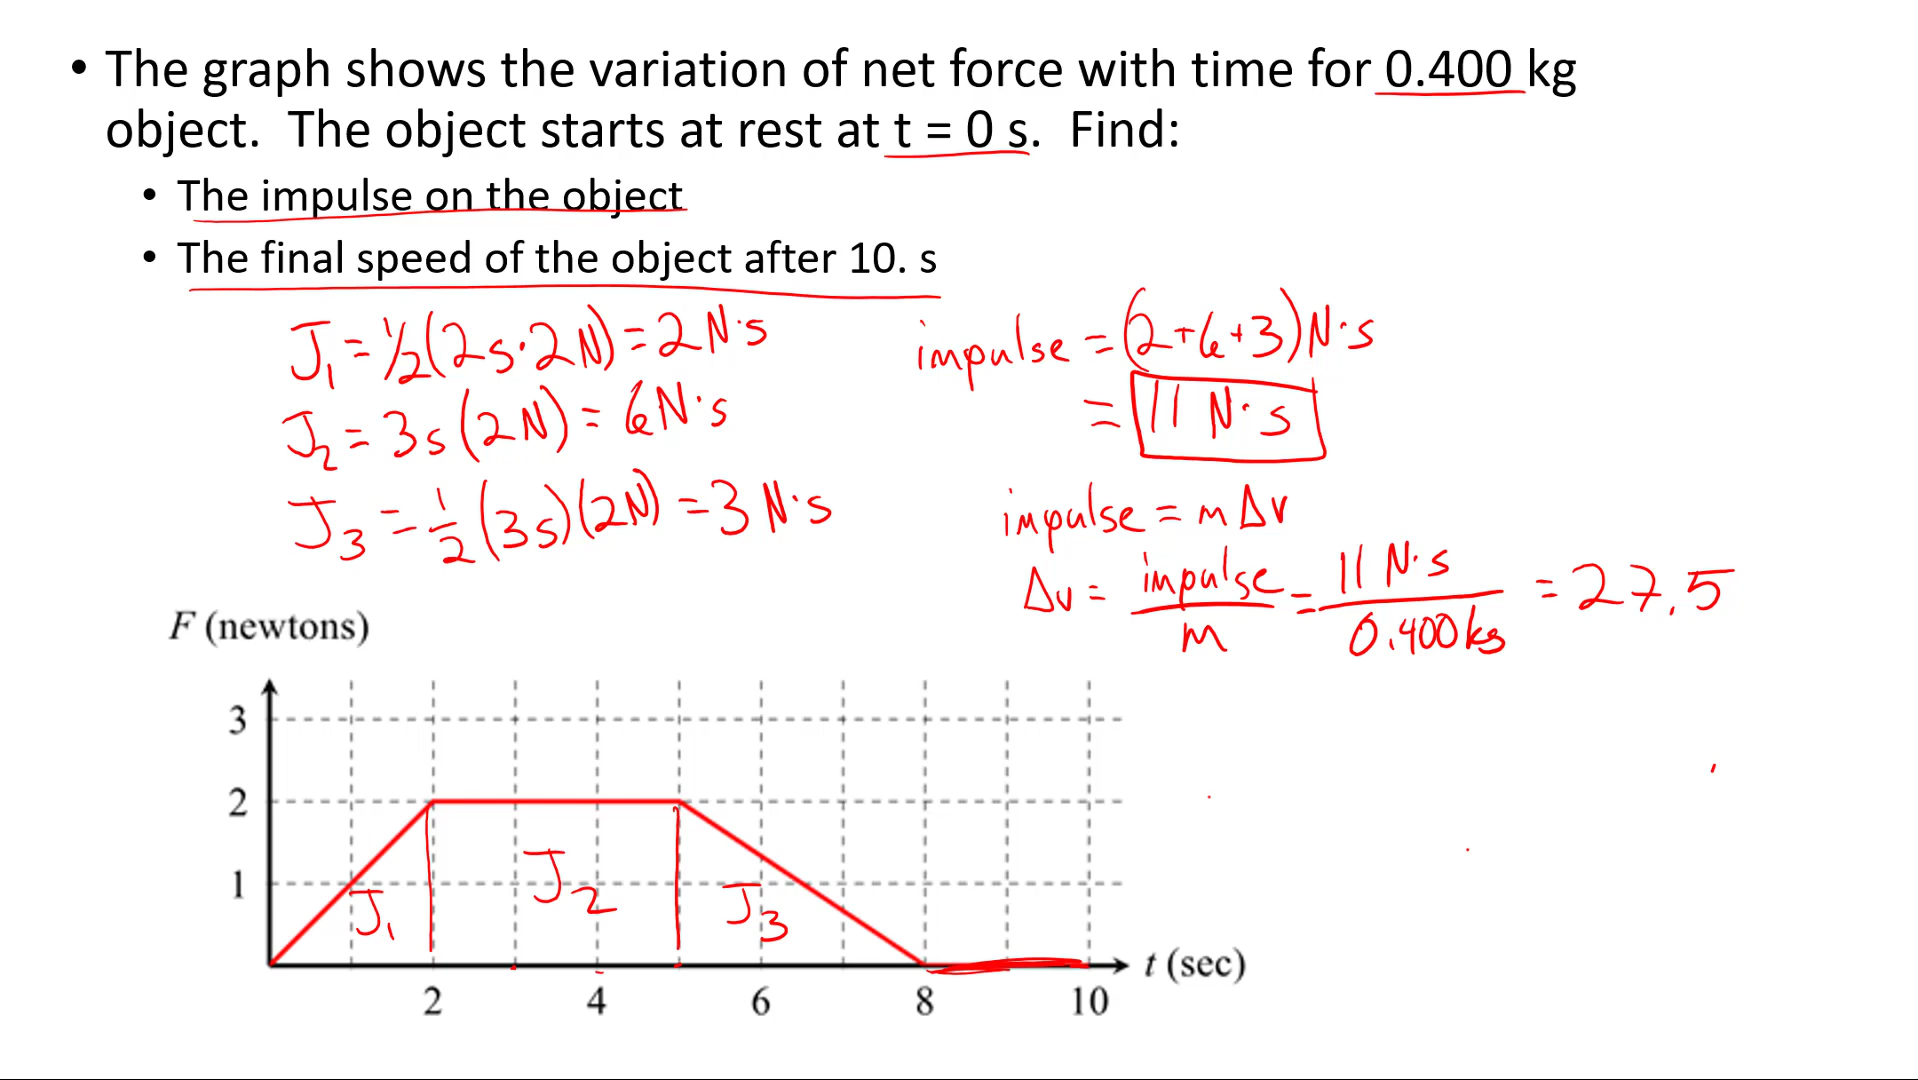 • The graph shows the variation of net force with time for 0.400 kg
object. The object starts at rest at t = 0 s. Find:
• The impulse on the object
• The final speed of the object after 10. s
J₁ = ½(2s·2N) = 2N·s
J₂ = 3s(2N) = 6N·s
J₃ = ½(3s)(2N) = 3 N·s
impulse = (2+6+3)N·s
= 11 N·s
impulse = mΔv
Δv = impulse/m = 11 N·s/0.400kg = 27.5
F (newtons)
3
2
1
J₁ J₂ J₃
t (sec)
2 4 6 8 10